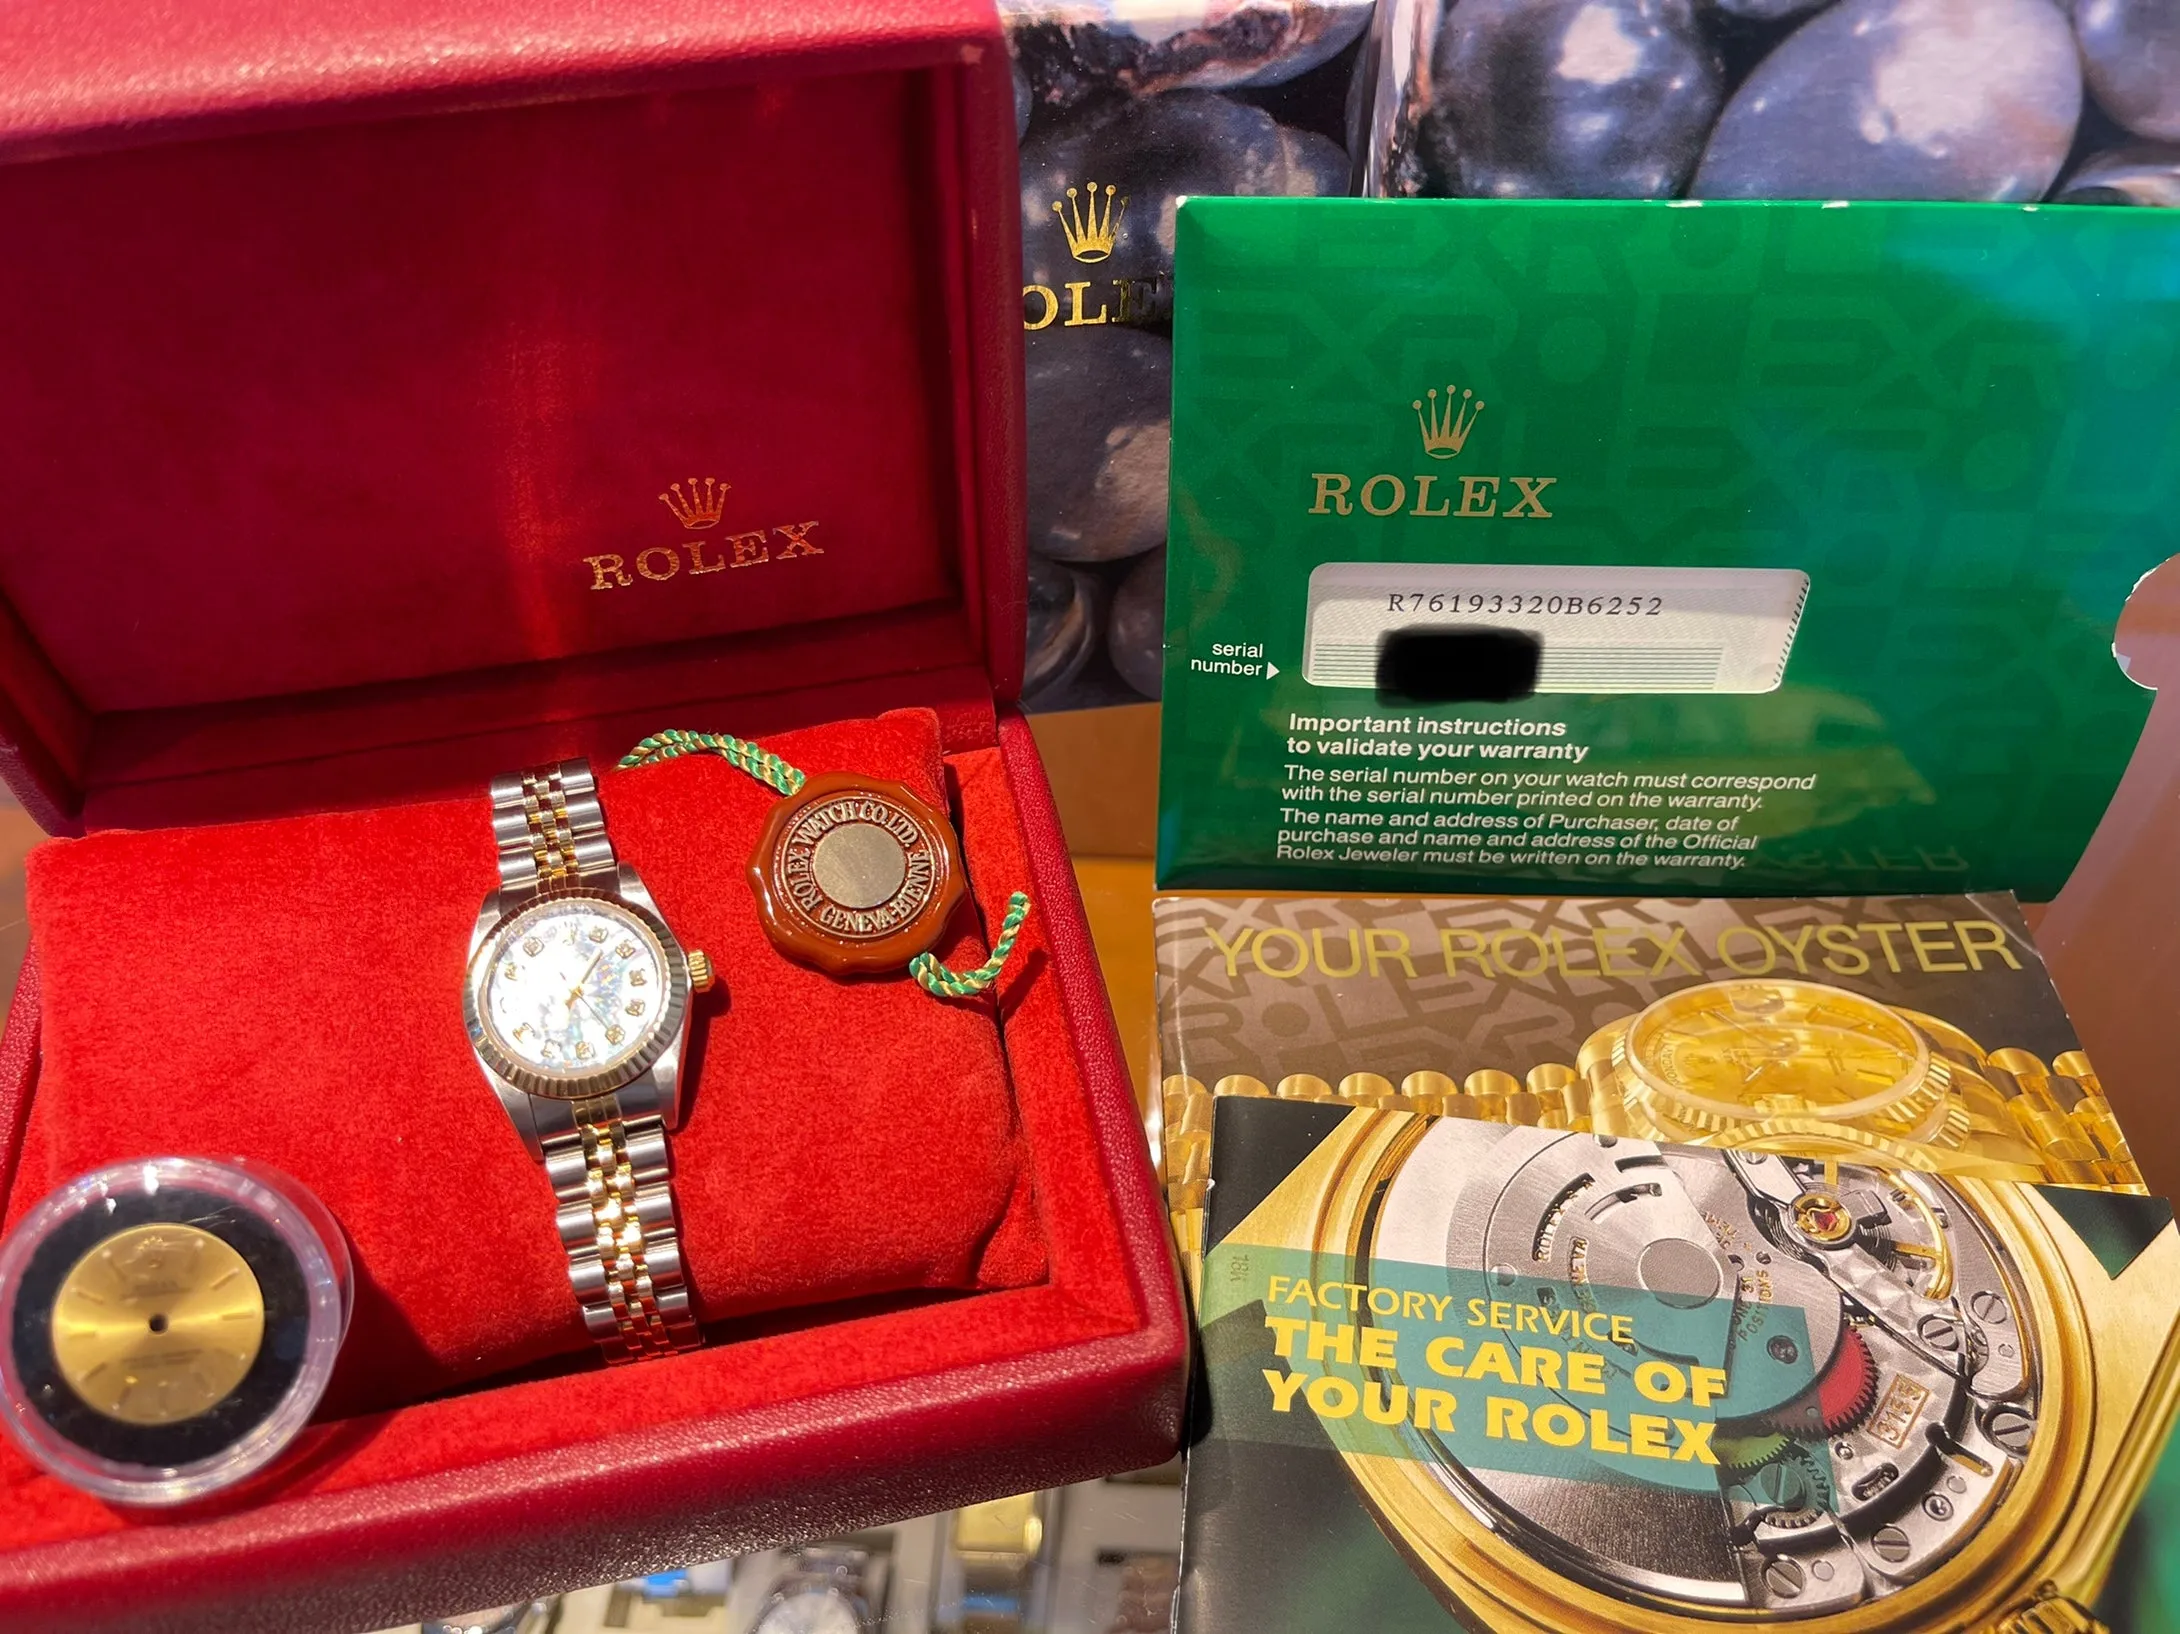 ROLEX
ROLEX WATCH CO.LTD.
GENEVA-BIENNE
OLE
ROLEX
R76193320B6252
serial
number
Important instructions
to validate your warranty
The serial number on your watch must correspond
with the serial number printed on the warranty.
The name and address of Purchaser, date of
purchase and name and address of the Official
Rolex Jeweler must be written on the warranty.
YOUR ROLEX OYSTER
FACTORY SERVICE
THE CARE OF
YOUR ROLEX
3135